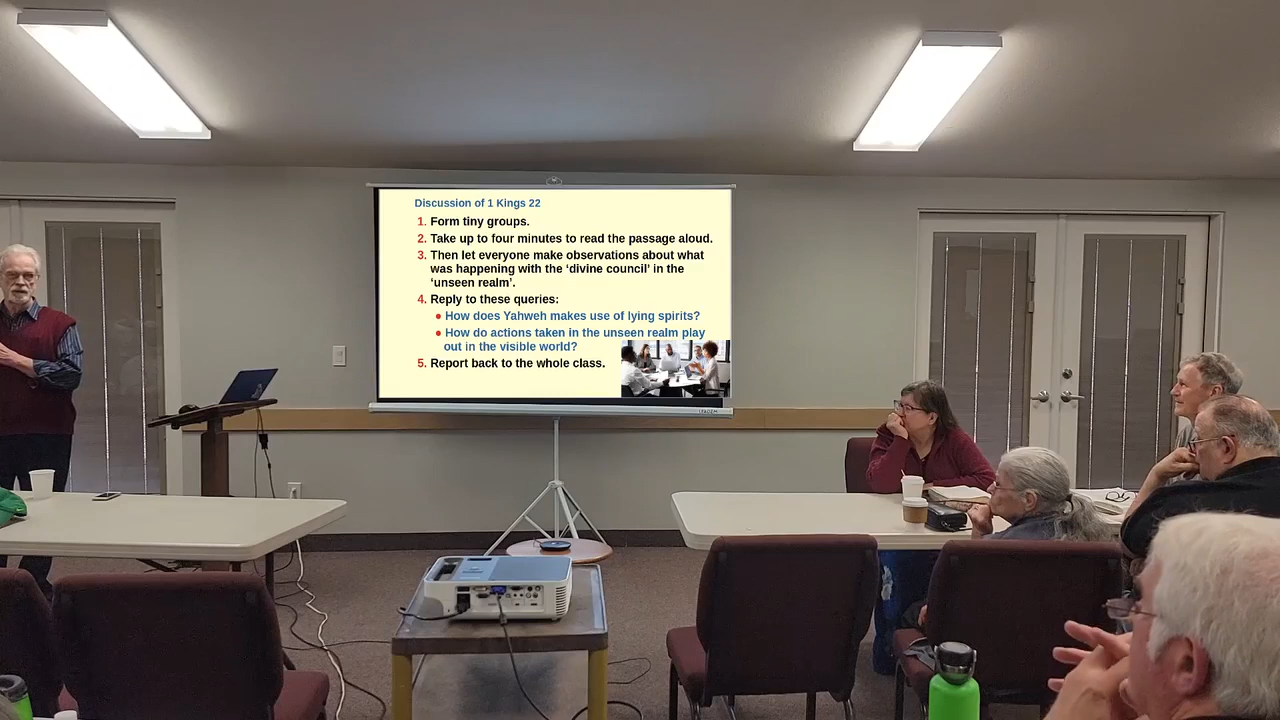 Discussion of 1 Kings 22
1. Form tiny groups.
2. Take up to four minutes to read the passage aloud.
3. Then let everyone make observations about what
was happening with the ‘divine council’ in the
‘unseen realm’.
4. Reply to these queries:
● How does Yahweh makes use of lying spirits?
● How do actions taken in the unseen realm play
out in the visible world?
5. Report back to the whole class.